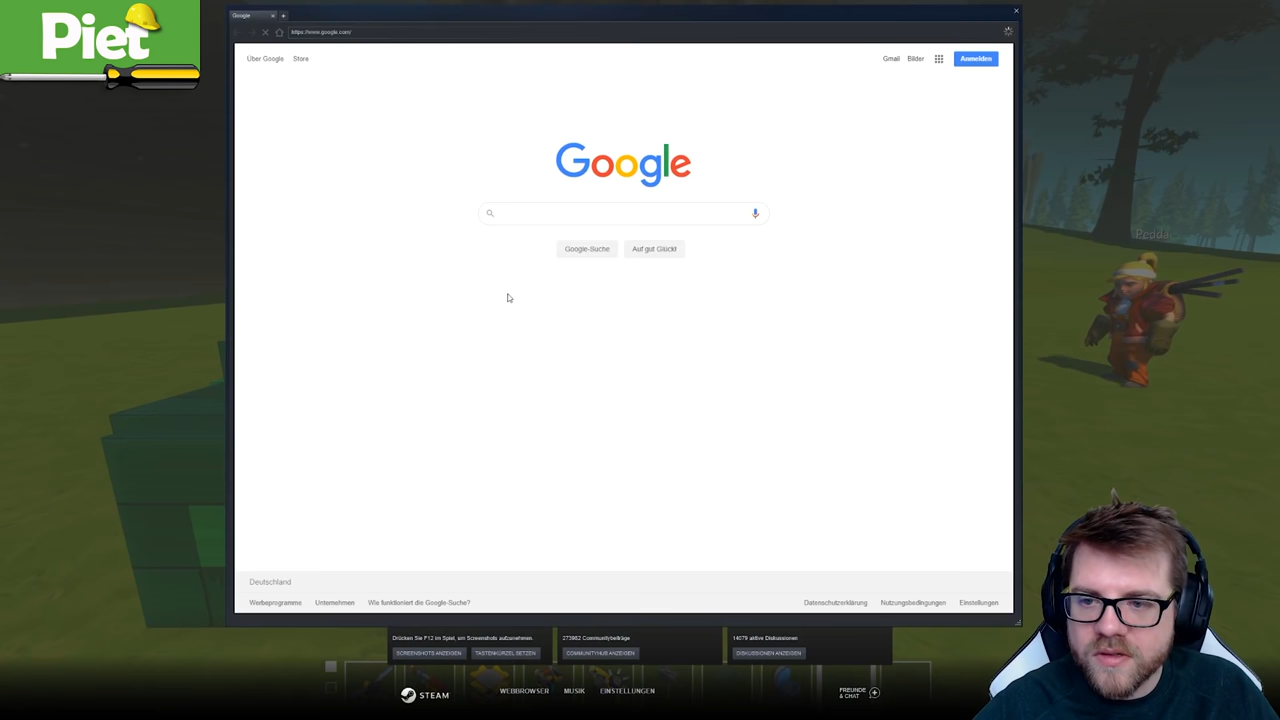 Piet
Google
https://www.google.com/
Über Google Store
Gmail Bilder Anmelden
Google
Google-Suche Auf gut Glück!
Pedda
Deutschland
Werbeprogramme Unternehmen Wie funktioniert die Google-Suche? Datenschutzerklärung Nutzungsbedingungen Einstellungen
Drücken Sie F12 im Spiel, um Screenshots aufzunehmen. 273982 Communitybeiträge 14079 aktive Diskussionen
SCREENSHOTS ANZEIGEN TASTENKÜRZEL SETZEN COMMUNITYHUB ANZEIGEN DISKUSSIONEN ANZEIGEN
STEAM WEBBROWSER MUSIK EINSTELLUNGEN FREUNDE
& CHAT